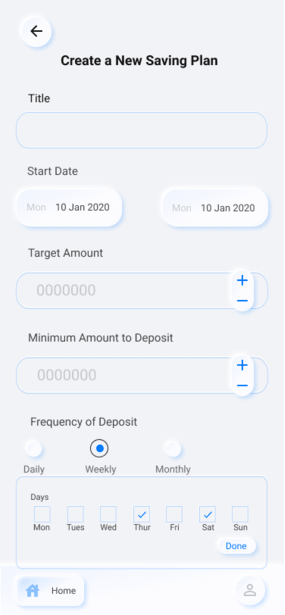 Create a New Saving Plan
Title
Start Date
Mon 10 Jan 2020 Mon 10 Jan 2020
Target Amount
0000000
+
−
Minimum Amount to Deposit
0000000
+
−
Frequency of Deposit
Daily Weekly Monthly
Days
Mon Tues Wed Thur Fri Sat Sun
Done
Home